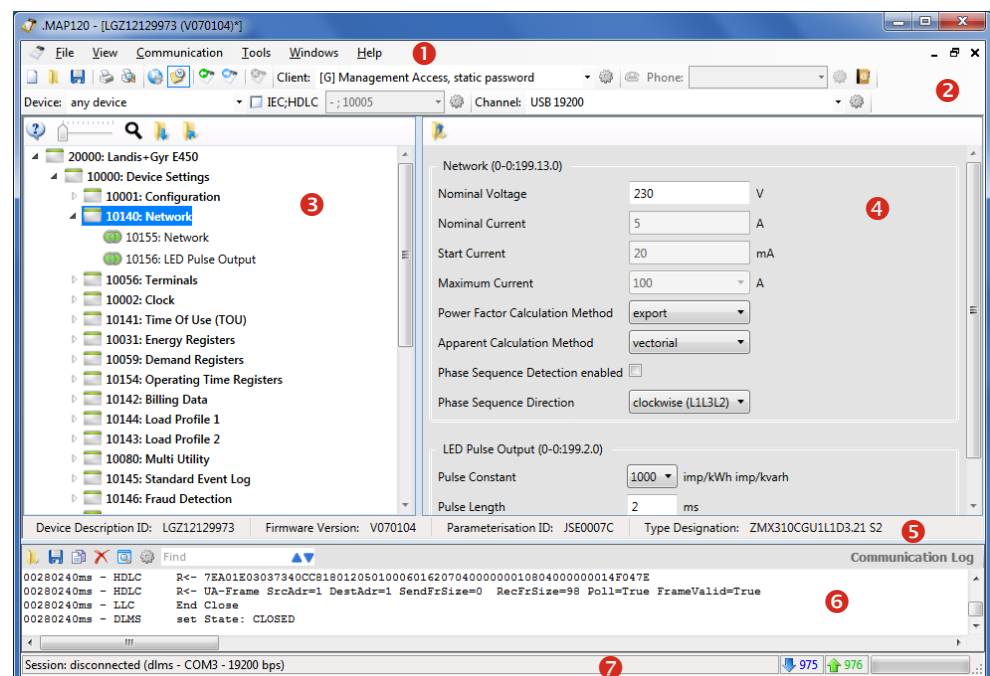 .MAP120 - [LGZ12129973 (V070104)*]
File View Communication Tools Windows Help 1
Client: [G] Management Access, static password Phone: 2
Device: any device IEC;HDLC - ; 10005 Channel: USB 19200
20000: Landis+Gyr E450
10000: Device Settings
10001: Configuration
3
10140: Network
10155: Network
10156: LED Pulse Output
10056: Terminals
10002: Clock
10141: Time Of Use (TOU)
10031: Energy Registers
10059: Demand Registers
10154: Operating Time Registers
10142: Billing Data
10144: Load Profile 1
10143: Load Profile 2
10080: Multi Utility
10145: Standard Event Log
10146: Fraud Detection
Network (0-0:199.13.0)
Nominal Voltage 230 V
4
Nominal Current 5 A
Start Current 20 mA
Maximum Current 100 A
Power Factor Calculation Method export
Apparent Calculation Method vectorial
Phase Sequence Detection enabled
Phase Sequence Direction clockwise (L1L3L2)
LED Pulse Output (0-0:199.2.0)
Pulse Constant 1000 imp/kWh imp/kvarh
Pulse Length 2 ms
Device Description ID: LGZ12129973 Firmware Version: V070104 Parameterisation ID: JSE0007C Type Designation: ZMX310CGU1L1D3.21 S2
5
Find Communication Log
00280240ms - HDLC R<- 7EA01E03037340CC8180120501000601620704000000010804000000014F047E
00280240ms - HDLC R<- UA-Frame SrcAdr=1 DestAdr=1 SendFrSize=0 RecFrSize=98 Poll=True FrameValid=True
00280240ms - LLC End Close
00280240ms - DLMS set State: CLOSED
6
Session: disconnected (dlms - COM3 - 19200 bps) 7 975 976